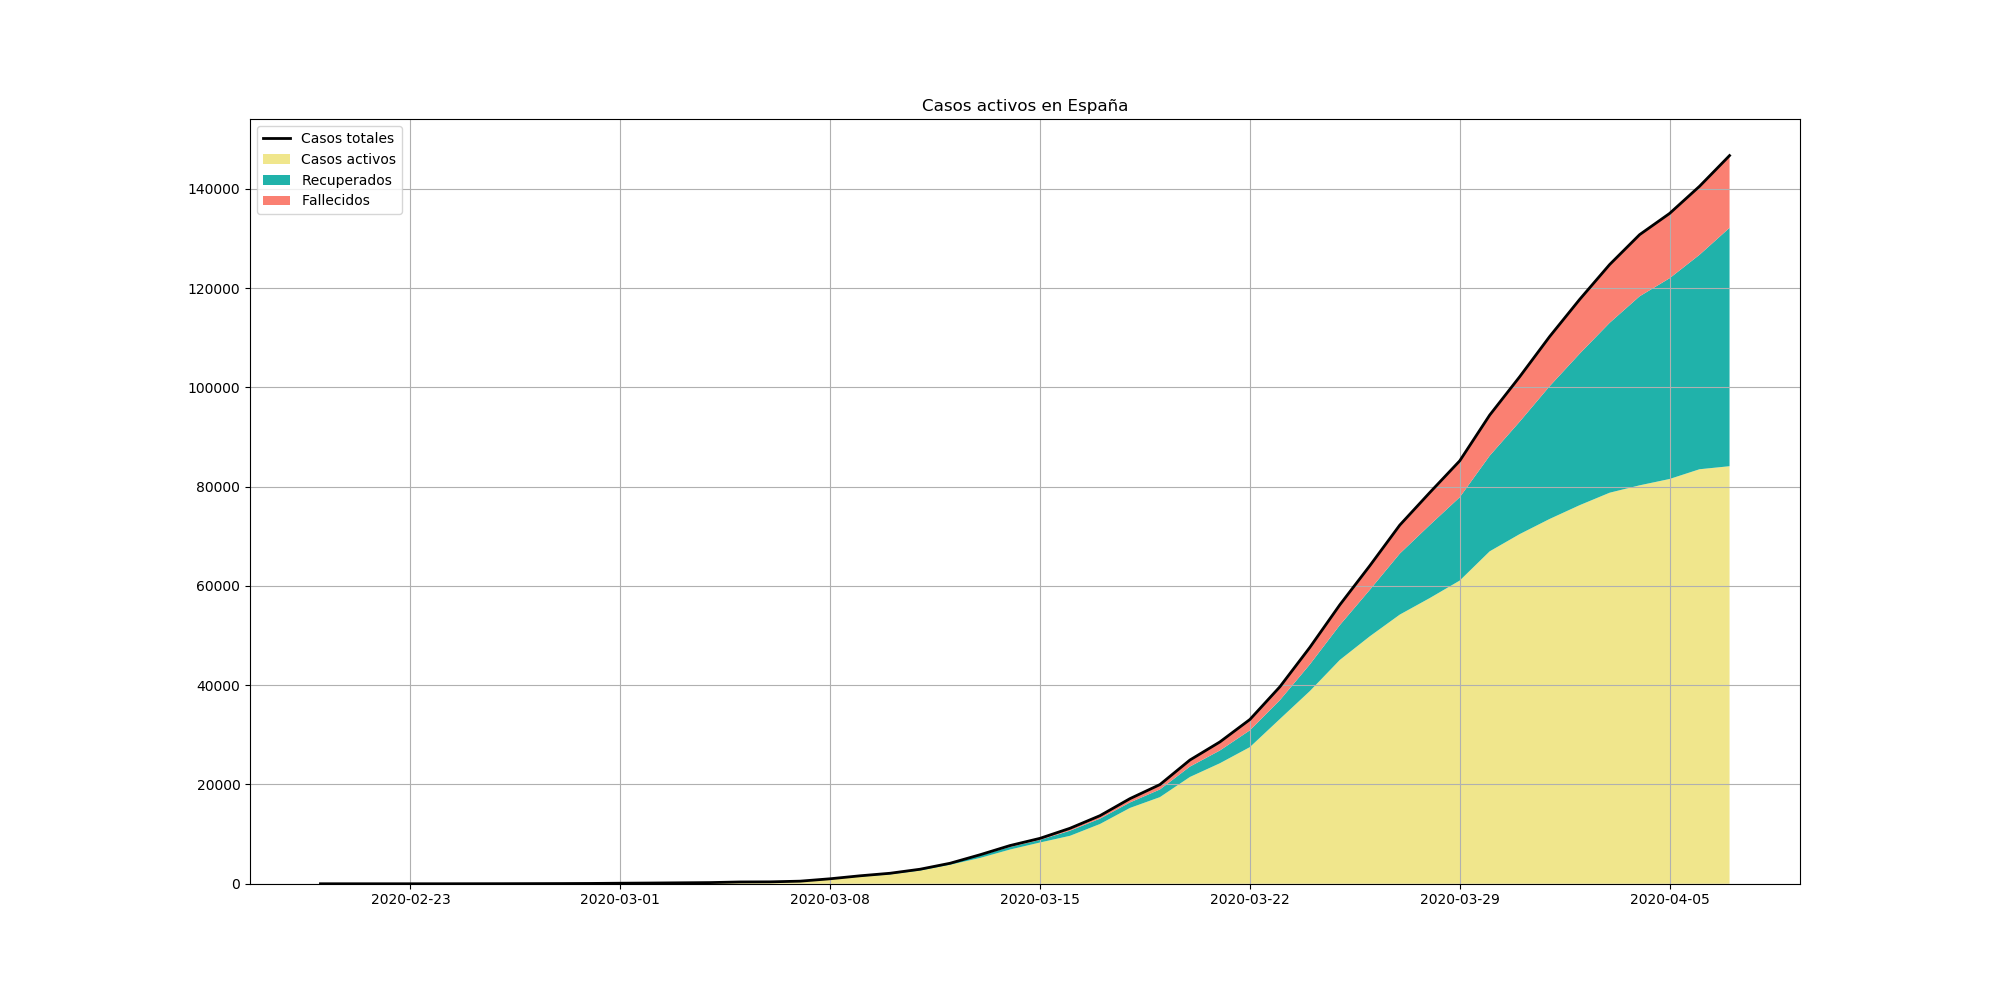 Casos activos en España
Casos totales
Casos activos
Recuperados
Fallecidos
140000
120000
100000
80000
60000
40000
20000
0
2020-02-23 2020-03-01 2020-03-08 2020-03-15 2020-03-22 2020-03-29 2020-04-05